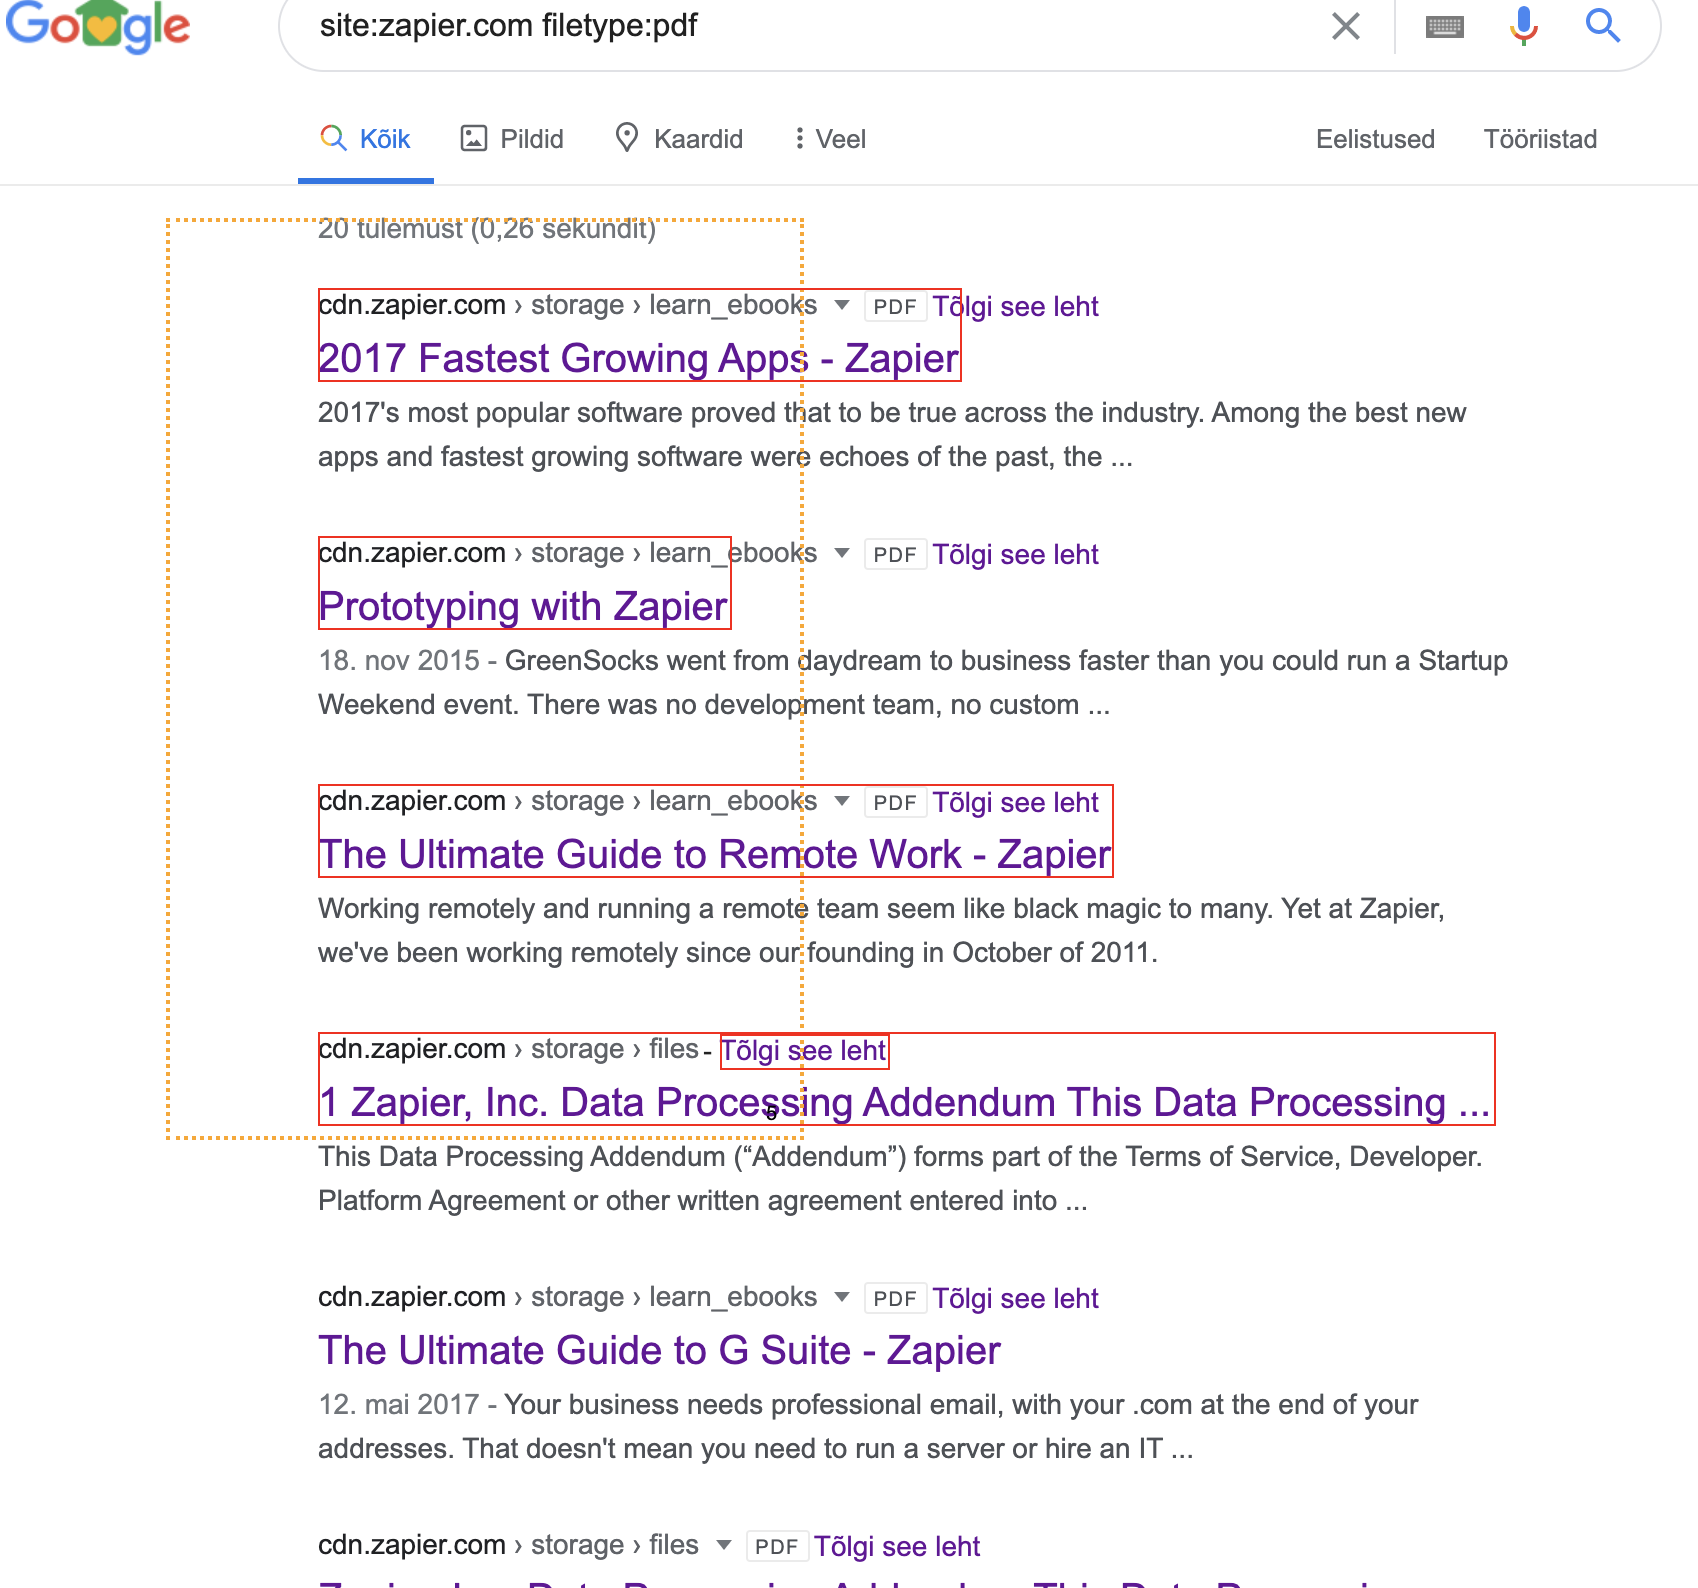 Google
site:zapier.com filetype:pdf
Kõik Pildid Kaardid Veel Eelistused Tööriistad
20 tulemust (0,26 sekundit)
cdn.zapier.com › storage › learn_ebooks PDF Tõlgi see leht
2017 Fastest Growing Apps - Zapier
2017's most popular software proved that to be true across the industry. Among the best new
apps and fastest growing software were echoes of the past, the ...
cdn.zapier.com › storage › learn_ebooks PDF Tõlgi see leht
Prototyping with Zapier
18. nov 2015 - GreenSocks went from daydream to business faster than you could run a Startup
Weekend event. There was no development team, no custom ...
cdn.zapier.com › storage › learn_ebooks PDF Tõlgi see leht
The Ultimate Guide to Remote Work - Zapier
Working remotely and running a remote team seem like black magic to many. Yet at Zapier,
we've been working remotely since our founding in October of 2011.
cdn.zapier.com › storage › files - Tõlgi see leht
1 Zapier, Inc. Data Processing Addendum This Data Processing ...
5
This Data Processing Addendum (“Addendum”) forms part of the Terms of Service, Developer.
Platform Agreement or other written agreement entered into ...
cdn.zapier.com › storage › learn_ebooks PDF Tõlgi see leht
The Ultimate Guide to G Suite - Zapier
12. mai 2017 - Your business needs professional email, with your .com at the end of your
addresses. That doesn't mean you need to run a server or hire an IT ...
cdn.zapier.com › storage › files PDF Tõlgi see leht